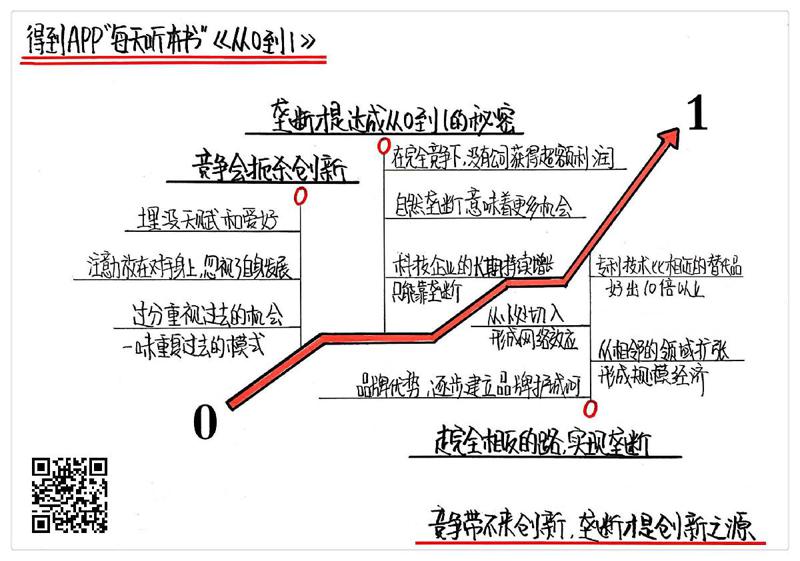 得到APP"每天听本书"《从0到1》
垄断才是达成从0到1的秘密
竞争会扼杀创新
在完全竞争下,没有公司获得超额利润
埋没天赋和爱好
自然垄断意味着更多机会
注意力放在对手身上,忽视了自身发展
科技企业的长期持续增长
只能靠垄断
专利技术比相近的替代品
好出10倍以上
过分重视过去的机会
一味重复过去的模式
从小处切入
形成网络效应
从相邻的领域扩张
形成规模经济
品牌优势,逐步建立品牌护城河
走完全相反的路,实现垄断
0
1
竞争带不来创新,垄断才是创新之源